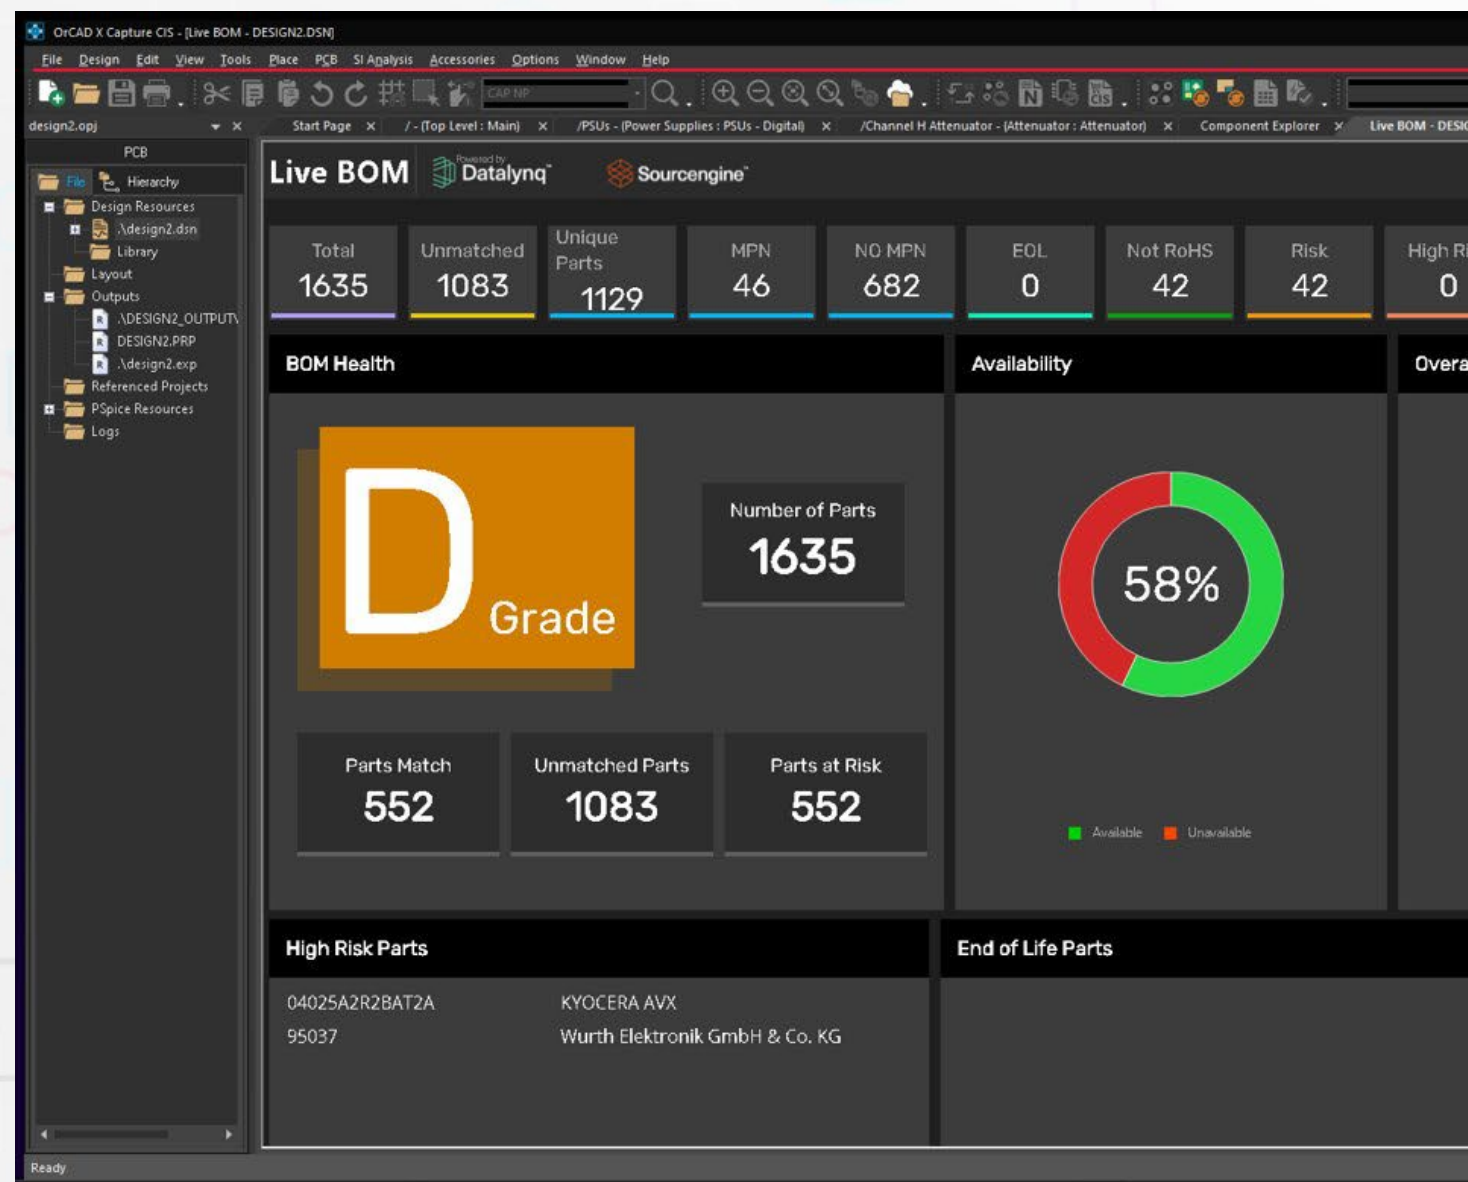 OrCAD X Capture CIS - [Live BOM - DESIGN2.DSN]
File Design Edit View Tools Place PCB SI Analysis Accessories Options Window Help
CAP NP
design2.opj
Start Page
/ - (Top Level : Main)
/PSUs - (Power Supplies : PSUs - Digital)
/Channel H Attenuator - (Attenuator : Attenuator)
Component Explorer
Live BOM - DESIG
PCB
File
Hierarchy
Design Resources
.\design2.dsn
Library
Layout
Outputs
.\DESIGN2_OUTPUT\
DESIGN2.PRP
.\design2.exp
Referenced Projects
PSpice Resources
Logs
Live BOM
Powered by
Datalynq
Sourcengine
Total
1635
Unmatched
1083
Unique
Parts
1129
MPN
46
NO MPN
682
EOL
0
Not RoHS
42
Risk
42
High Ri
0
BOM Health
D
Grade
Number of Parts
1635
Parts Match
552
Unmatched Parts
1083
Parts at Risk
552
Availability
58%
Available
Unavailable
Overa
High Risk Parts
04025A2R2BAT2A KYOCERA AVX
95037 Wurth Elektronik GmbH & Co. KG
End of Life Parts
Ready